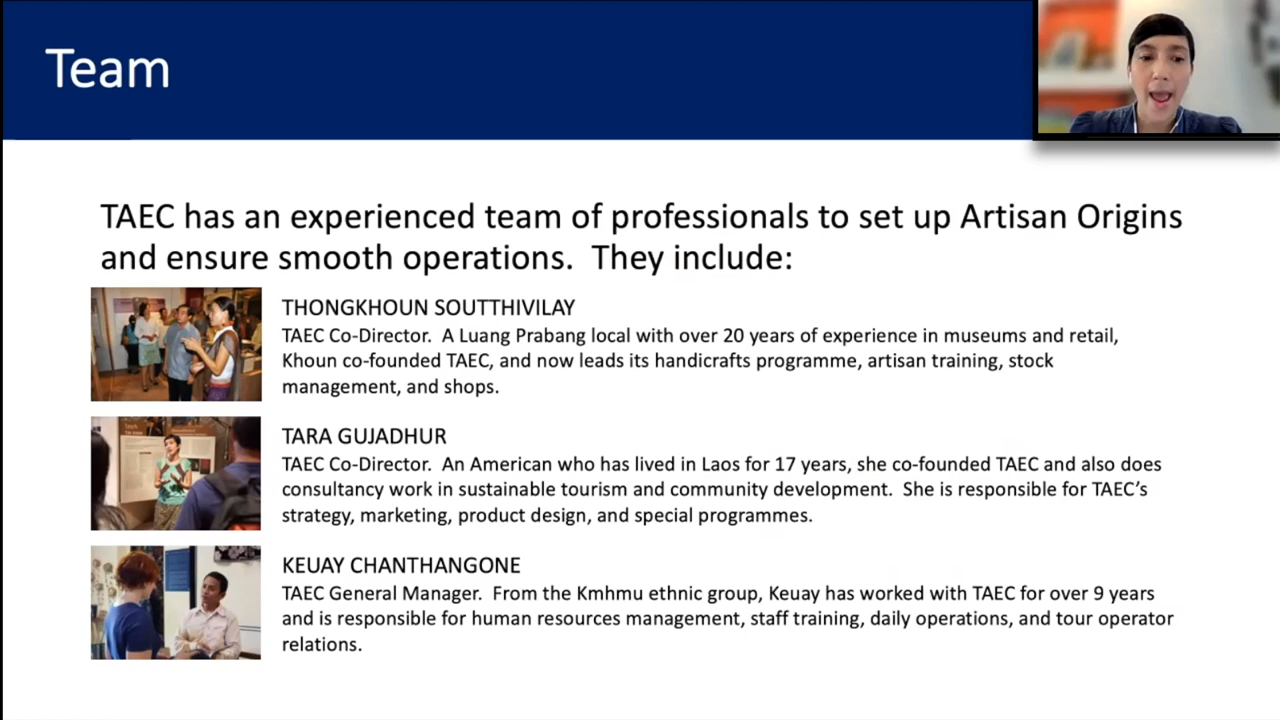 Team
TAEC has an experienced team of professionals to set up Artisan Origins
and ensure smooth operations.  They include:
THONGKHOUN SOUTTHIVILAY
TAEC Co-Director.  A Luang Prabang local with over 20 years of experience in museums and retail,
Khoun co-founded TAEC, and now leads its handicrafts programme, artisan training, stock
management, and shops.
TARA GUJADHUR
TAEC Co-Director.  An American who has lived in Laos for 17 years, she co-founded TAEC and also does
consultancy work in sustainable tourism and community development.  She is responsible for TAEC’s
strategy, marketing, product design, and special programmes.
KEUAY CHANTHANGONE
TAEC General Manager.  From the Kmhmu ethnic group, Keuay has worked with TAEC for over 9 years
and is responsible for human resources management, staff training, daily operations, and tour operator
relations.